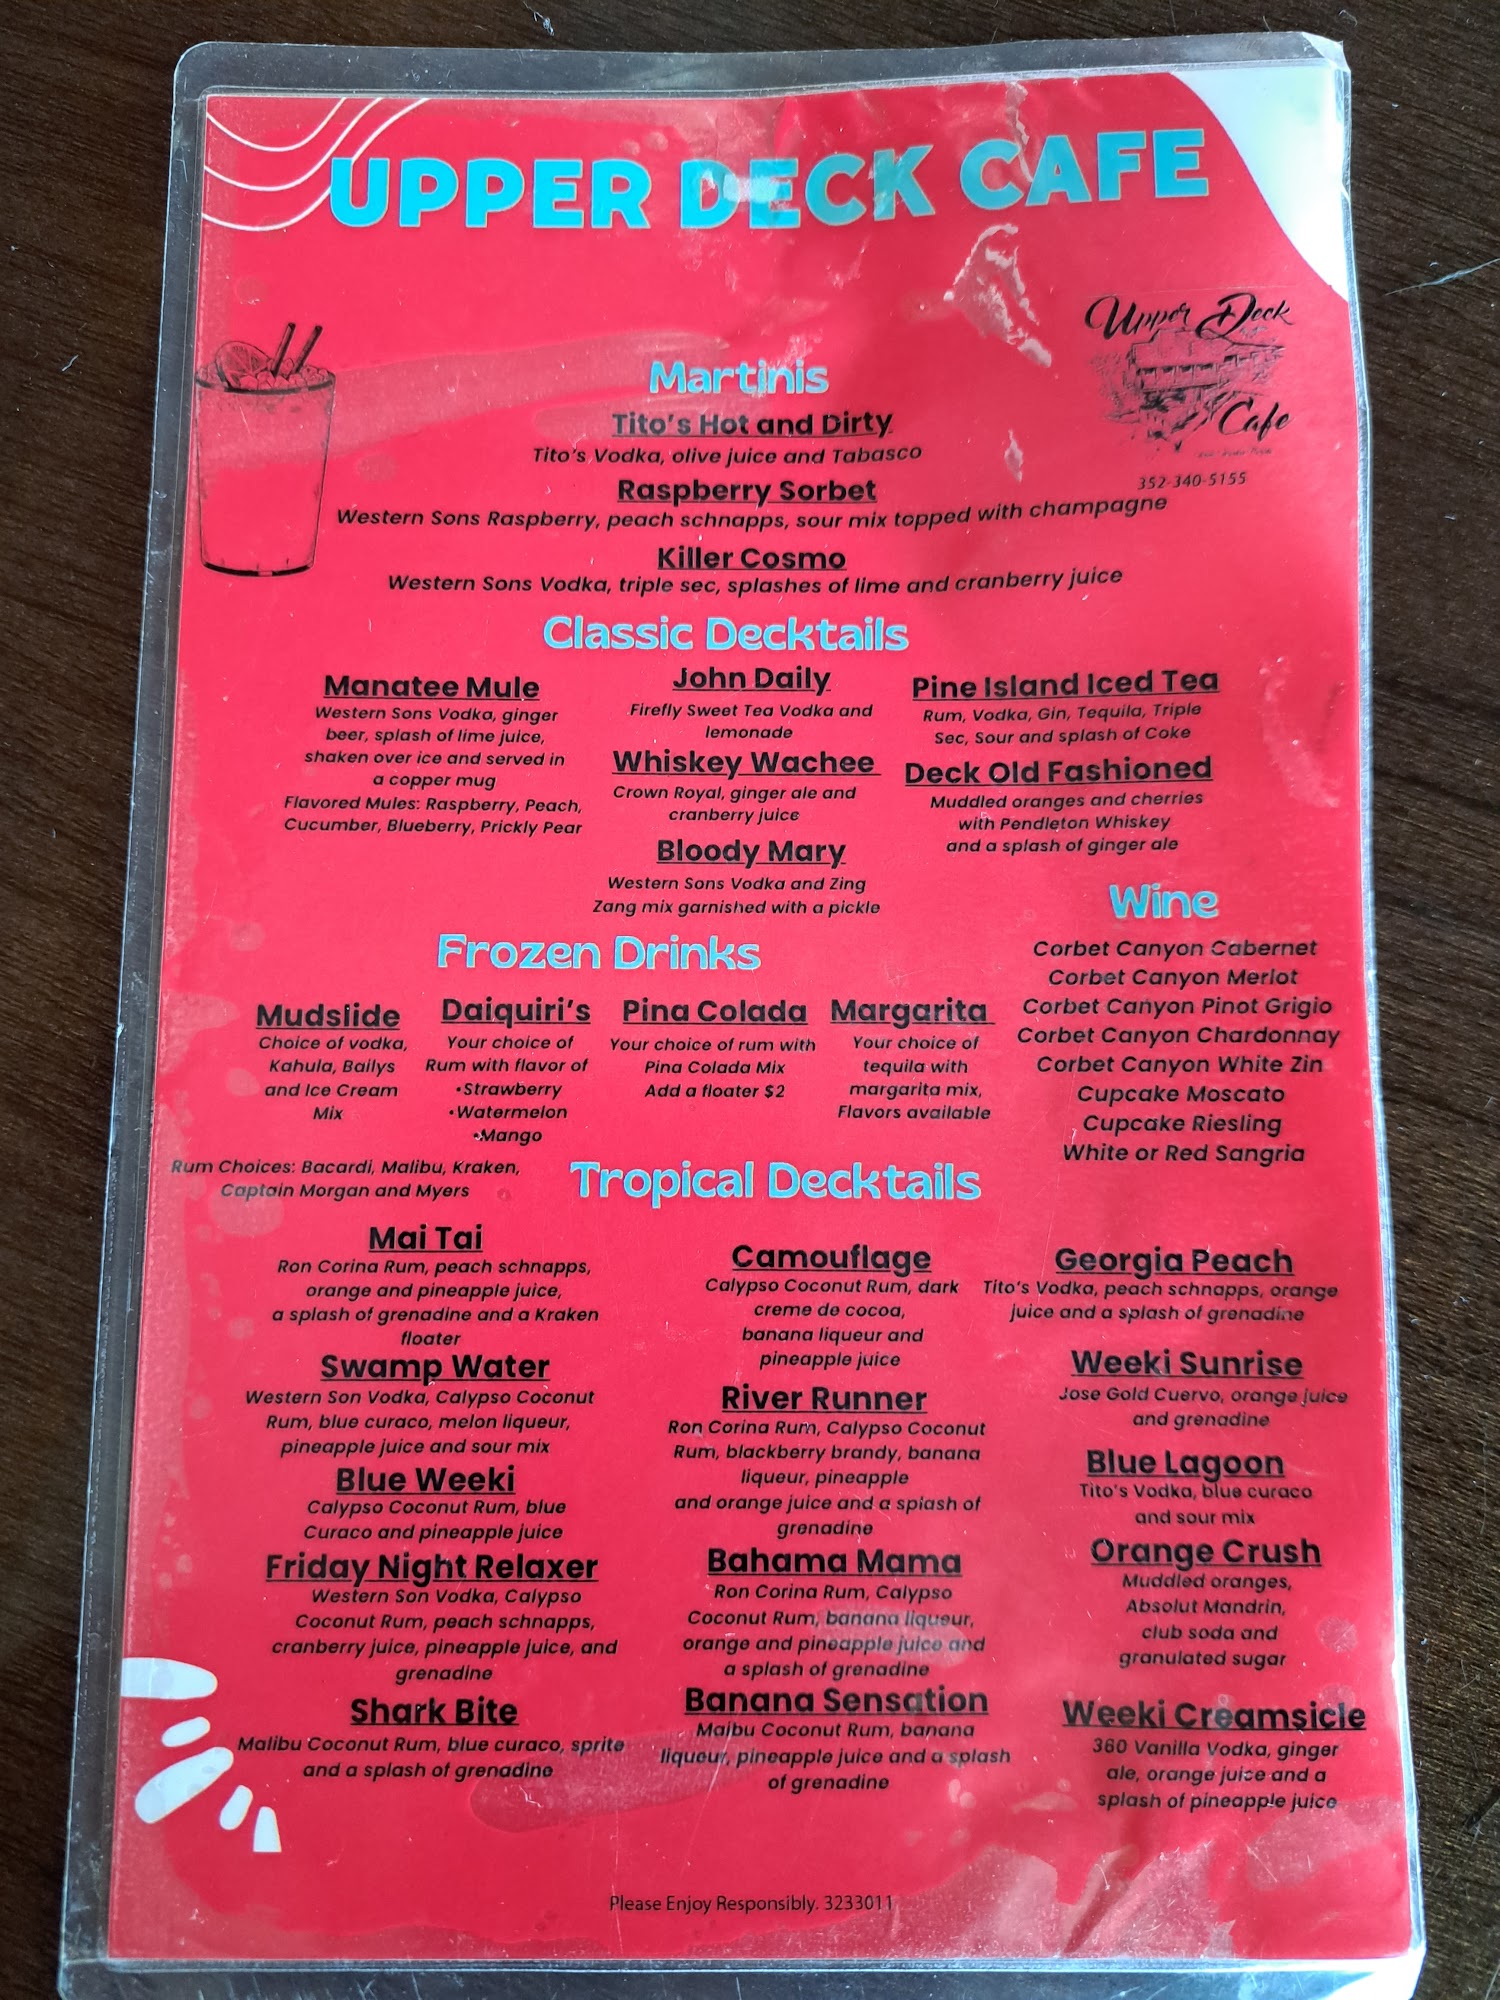 UPPER DECK CAFE
Upper Deck
Cafe
352-340-5155
Martinis
Tito's Hot and Dirty
Tito's Vodka, olive juice and Tabasco
Raspberry Sorbet
Western Sons Raspberry, peach schnapps, sour mix topped with champagne
Killer Cosmo
Western Sons Vodka, triple sec, splashes of lime and cranberry juice
Classic Decktails
Manatee Mule
Western Sons Vodka, ginger
beer, splash of lime juice,
shaken over ice and served in
a copper mug
Flavored Mules: Raspberry, Peach,
Cucumber, Blueberry, Prickly Pear
John Daily
Firefly Sweet Tea Vodka and
lemonade
Whiskey Wachee
Crown Royal, ginger ale and
cranberry juice
Bloody Mary
Western Sons Vodka and Zing
Zang mix garnished with a pickle
Pine Island Iced Tea
Rum, Vodka, Gin, Tequila, Triple
Sec, Sour and splash of Coke
Deck Old Fashioned
Muddled oranges and cherries
with Pendleton Whiskey
and a splash of ginger ale
Wine
Corbet Canyon Cabernet
Corbet Canyon Merlot
Corbet Canyon Pinot Grigio
Corbet Canyon Chardonnay
Corbet Canyon White Zin
Cupcake Moscato
Cupcake Riesling
White or Red Sangria
Frozen Drinks
Mudslide
Choice of vodka,
Kahula, Bailys
and Ice Cream
Mix
Daiquiri's
Your choice of
Rum with flavor of
•Strawberry
•Watermelon
•Mango
Pina Colada
Your choice of rum with
Pina Colada Mix
Add a floater $2
Margarita
Your choice of
tequila with
margarita mix,
Flavors available
Rum Choices: Bacardi, Malibu, Kraken,
Captain Morgan and Myers
Tropical Decktails
Mai Tai
Ron Corina Rum, peach schnapps,
orange and pineapple juice,
a splash of grenadine and a Kraken
floater
Swamp Water
Western Son Vodka, Calypso Coconut
Rum, blue curaco, melon liqueur,
pineapple juice and sour mix
Blue Weeki
Calypso Coconut Rum, blue
Curaco and pineapple juice
Friday Night Relaxer
Western Son Vodka, Calypso
Coconut Rum, peach schnapps,
cranberry juice, pineapple juice, and
grenadine
Shark Bite
Malibu Coconut Rum, blue curaco, sprite
and a splash of grenadine
Camouflage
Calypso Coconut Rum, dark
creme de cocoa,
banana liqueur and
pineapple juice
River Runner
Ron Corina Rum, Calypso Coconut
Rum, blackberry brandy, banana
liqueur, pineapple
and orange juice and a splash of
grenadine
Bahama Mama
Ron Corina Rum, Calypso
Coconut Rum, banana liqueur,
orange and pineapple juice and
a splash of grenadine
Banana Sensation
Maibu Coconut Rum, banana
liqueur, pineapple juice and a splash
of grenadine
Georgia Peach
Tito's Vodka, peach schnapps, orange
juice and a splash of grenadine
Weeki Sunrise
Jose Gold Cuervo, orange juice
and grenadine
Blue Lagoon
Tito's Vodka, blue curaco
and sour mix
Orange Crush
Muddled oranges,
Absolut Mandrin,
club soda and
granulated sugar
Weeki Creamsicle
360 Vanilla Vodka, ginger
ale, orange juise and a
splash of pineapple juice
Please Enjoy Responsibly. 3233011